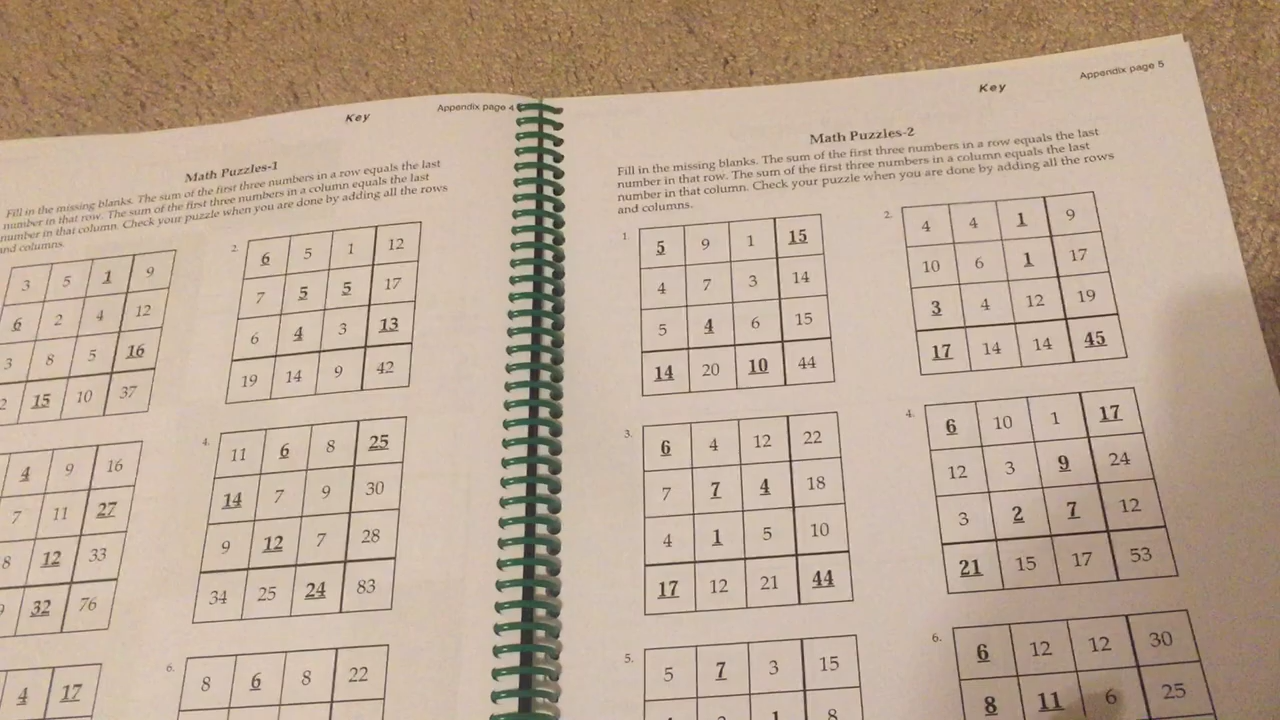 Appendix page 4
Key
Math Puzzles-1
Fill in the missing blanks. The sum of the first three numbers in a row equals the last
number in that row. The sum of the first three numbers in a column equals the last
number in that column. Check your puzzle when you are done by adding all the rows
and columns.
3 5 1 9
6 2 4 12
3 8 5 16
15 10 37
2.
6 5 1 12
7 5 5 17
6 4 3 13
19 14 9 42
4 9 16
7 11 27
8 12 33
32 76
4.
11 6 8 25
14 7 9 30
9 12 7 28
34 25 24 83
4 17
6.
8 6 8 22
Appendix page 5
Key
Math Puzzles-2
Fill in the missing blanks. The sum of the first three numbers in a row equals the last
number in that row. The sum of the first three numbers in a column equals the last
number in that column. Check your puzzle when you are done by adding all the rows
and columns.
1.
5 9 1 15
4 7 3 14
5 4 6 15
14 20 10 44
2.
4 4 1 9
10 6 1 17
3 4 12 19
17 14 14 45
3.
6 4 12 22
7 7 4 18
4 1 5 10
17 12 21 44
4.
6 10 1 17
12 3 9 24
3 2 7 12
21 15 17 53
5.
5 7 3 15
1 8
6.
6 12 12 30
8 11 6 25